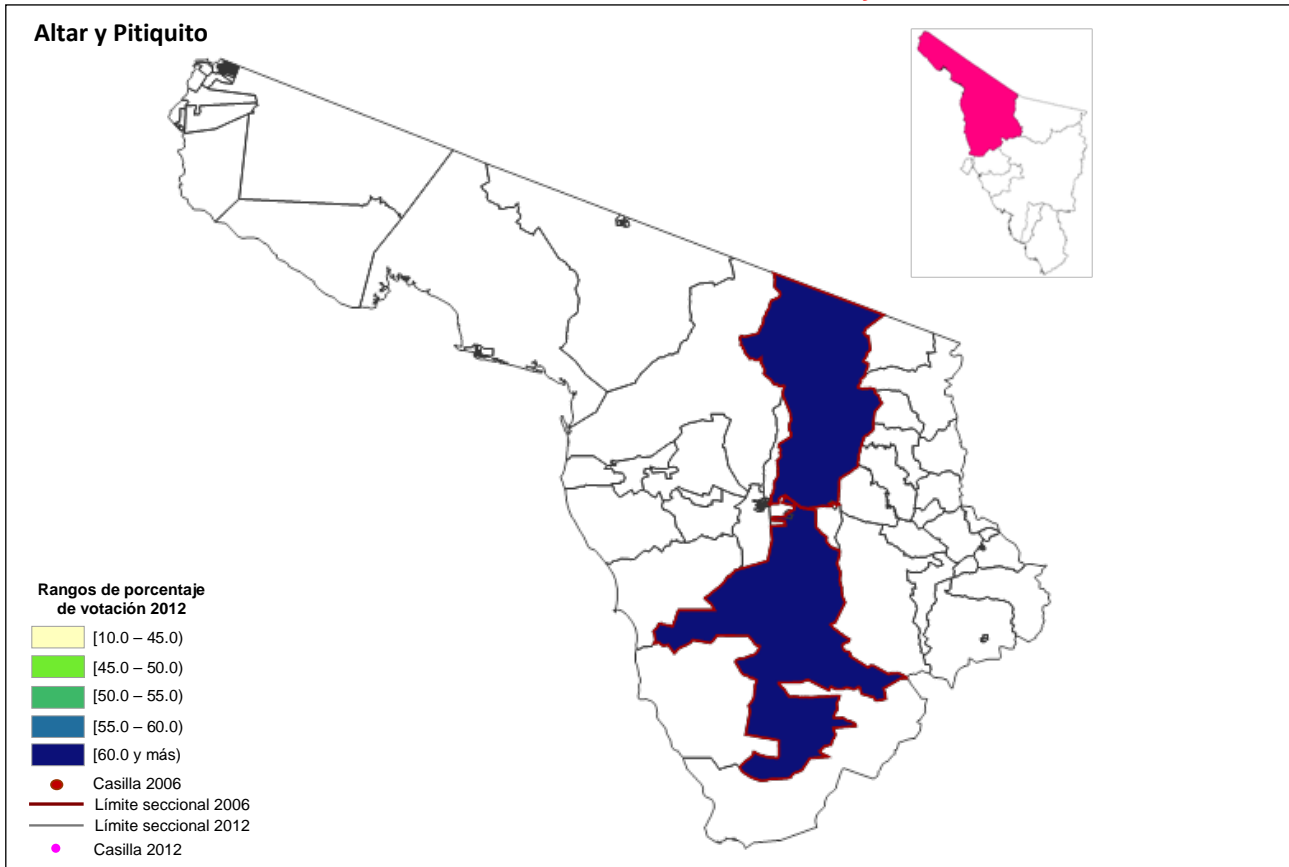 Altar y Pitiquito
Rangos de porcentaje
de votación 2012
[10.0 – 45.0)
[45.0 – 50.0)
[50.0 – 55.0)
[55.0 – 60.0)
[60.0 y más)
Casilla 2006
Límite seccional 2006
Límite seccional 2012
Casilla 2012